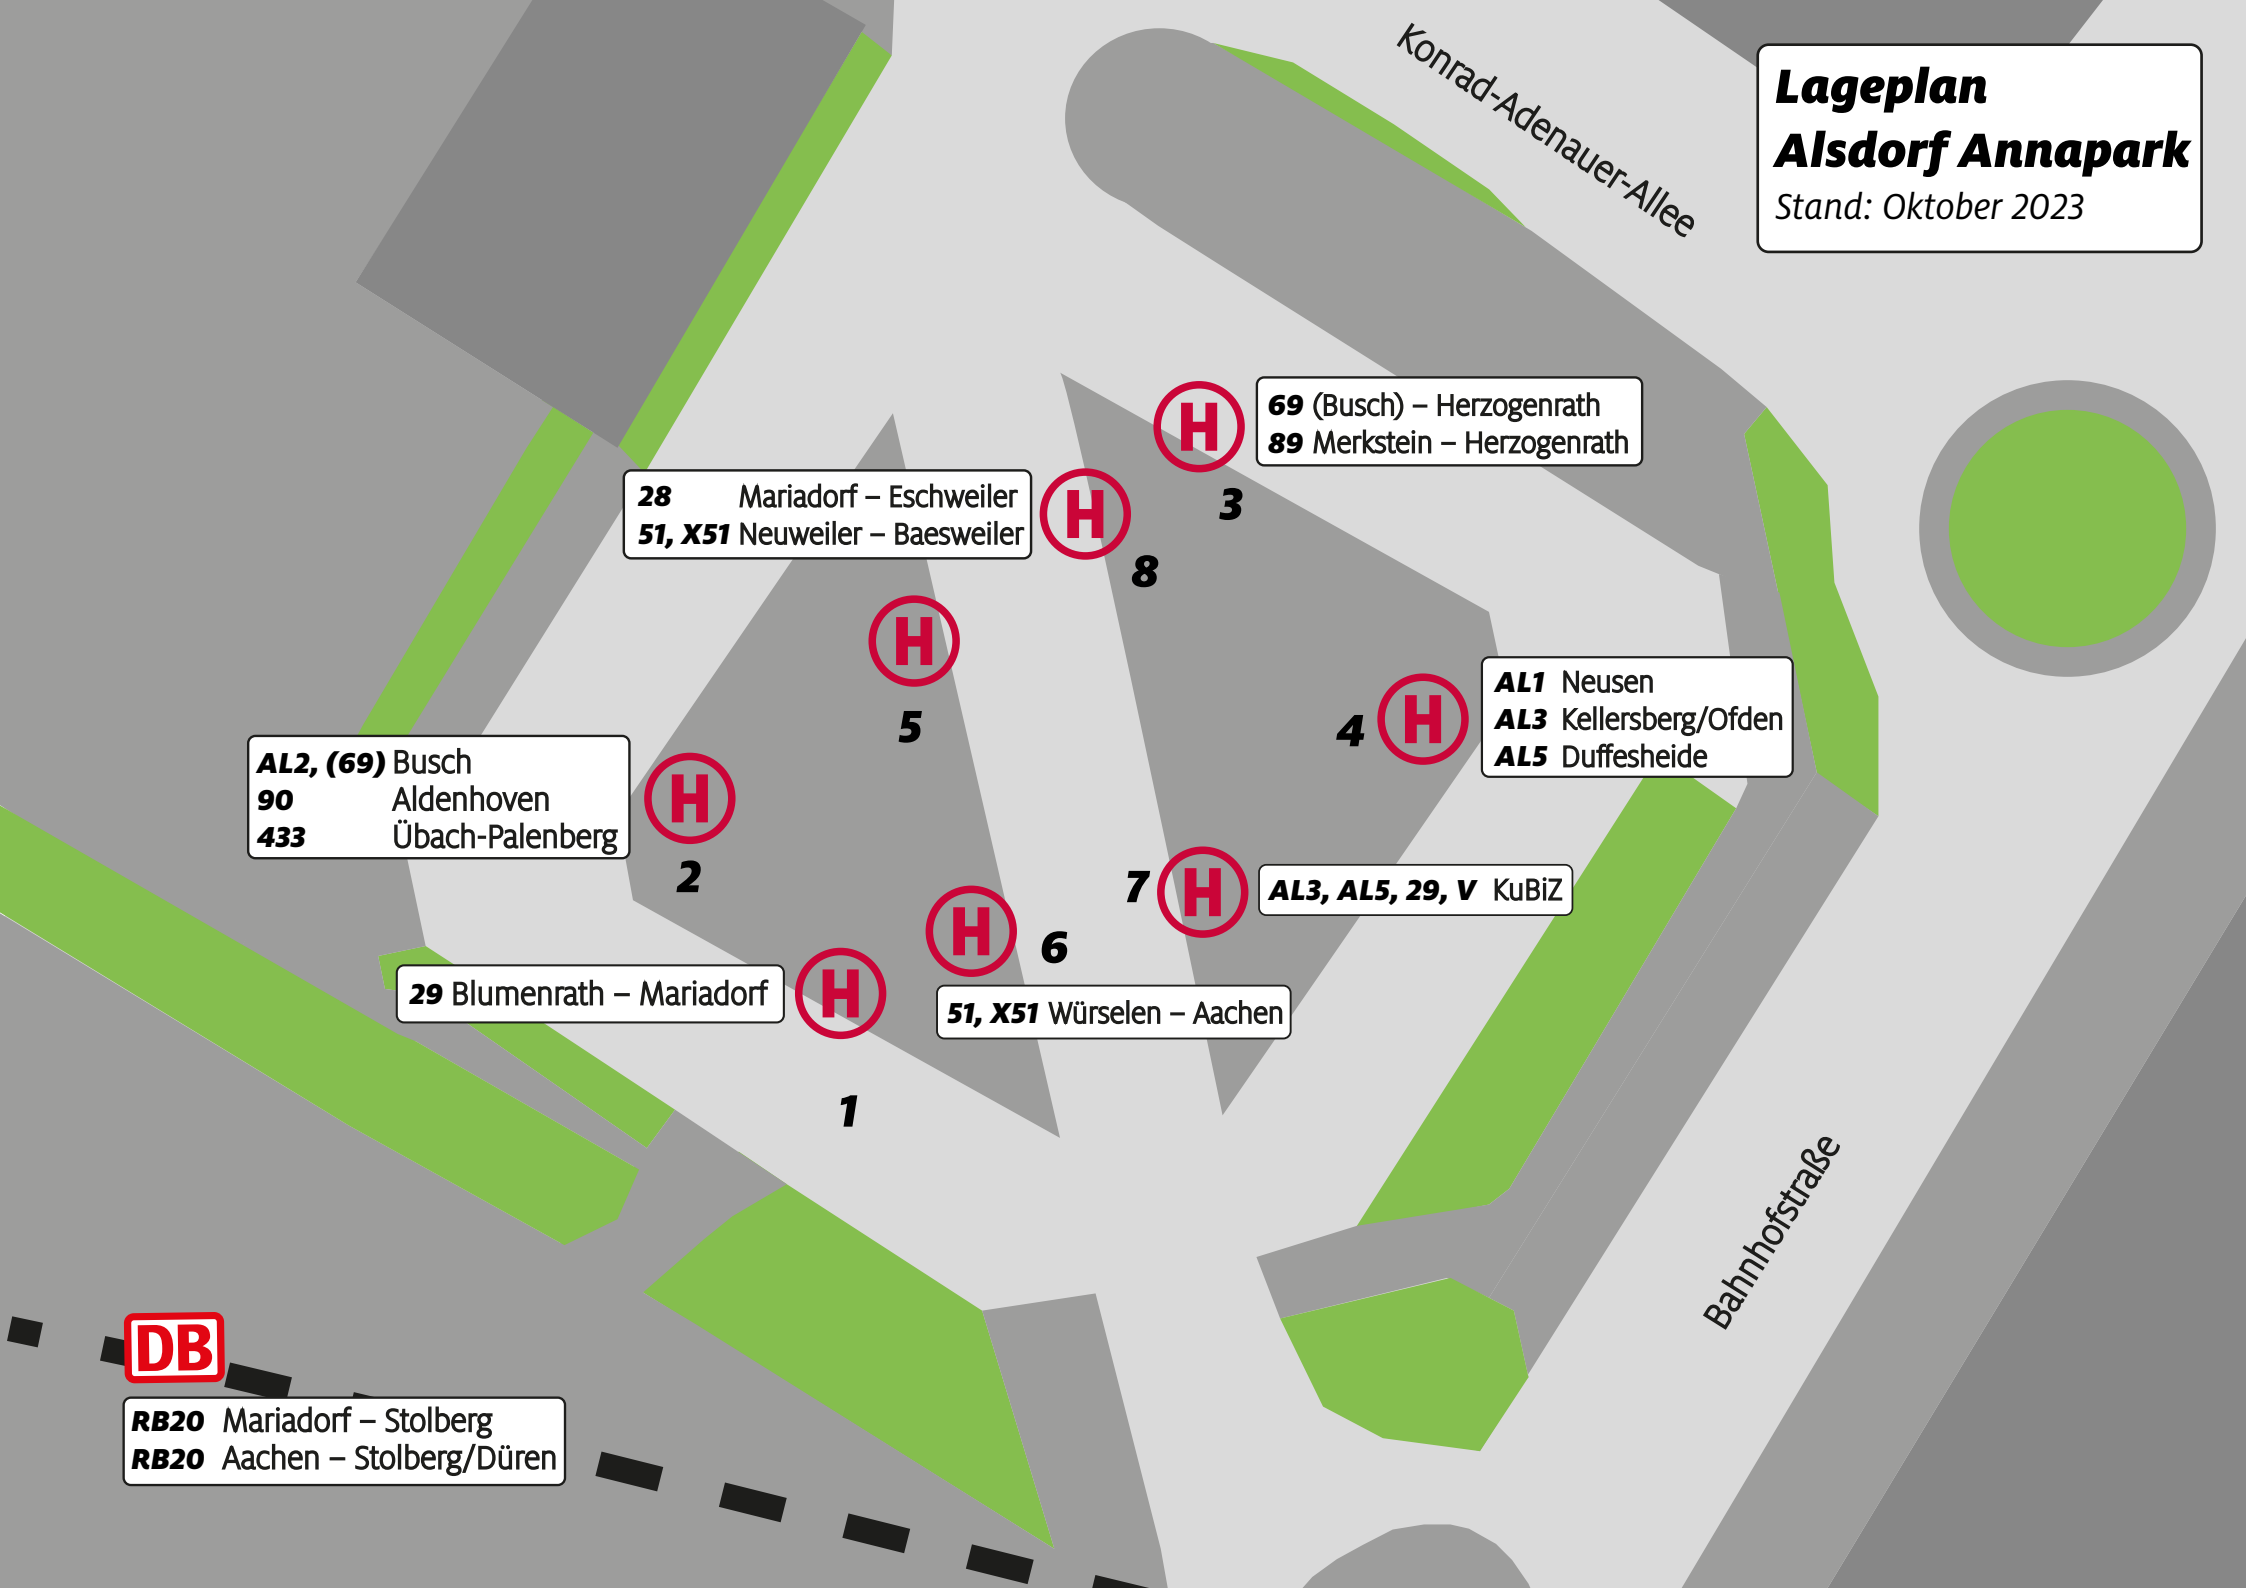 Konrad-Adenauer-Allee
Lageplan
Alsdorf Annapark
Stand: Oktober 2023
H
69 (Busch) – Herzogenrath
89 Merkstein – Herzogenrath
3
28 Mariadorf – Eschweiler
51, X51 Neuweiler – Baesweiler
H
8
H
5
4
H
AL1 Neusen
AL3 Kellersberg/Ofden
AL5 Duffesheide
AL2, (69) Busch
90 Aldenhoven
433 Übach-Palenberg
H
2
7
H
AL3, AL5, 29, V KuBiZ
H
6
51, X51 Würselen – Aachen
29 Blumenrath – Mariadorf
H
1
Bahnhofstraße
DB
RB20 Mariadorf – Stolberg
RB20 Aachen – Stolberg/Düren